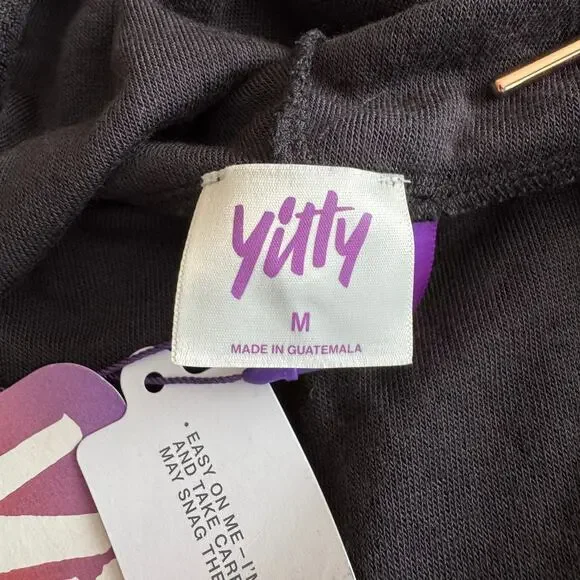 yitty
M
MADE IN GUATEMALA
• EASY ON ME – I'M
AND TAKE CARE
MAY SNAG THE